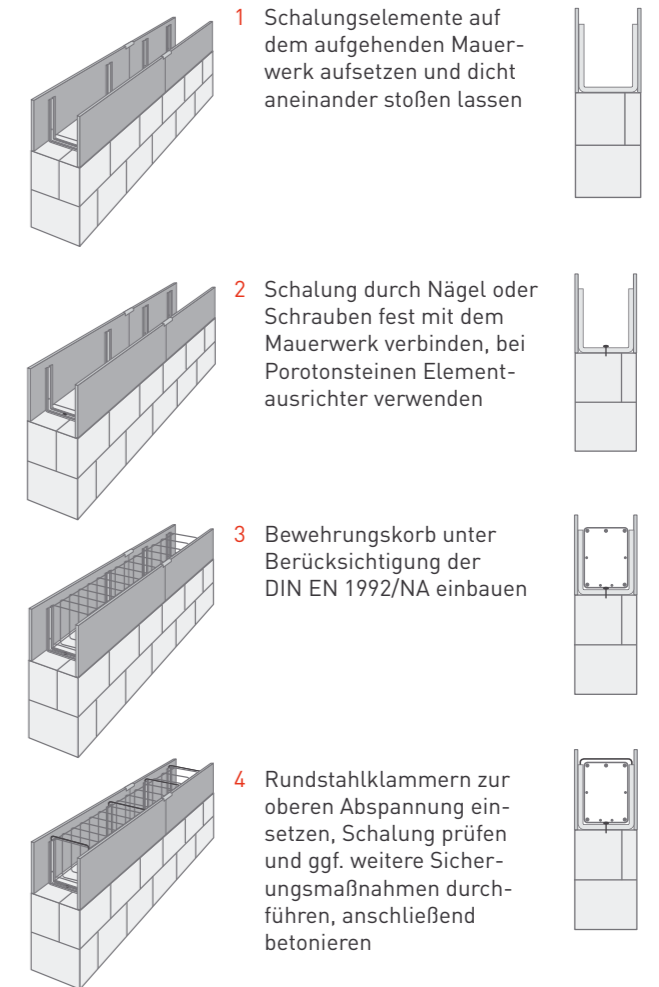 1 Schalungselemente auf
dem aufgehenden Mauer-
werk aufsetzen und dicht
aneinander stoßen lassen
2 Schalung durch Nägel oder
Schrauben fest mit dem
Mauerwerk verbinden, bei
Porotonsteinen Element-
ausrichter verwenden
3 Bewehrungskorb unter
Berücksichtigung der
DIN EN 1992/NA einbauen
4 Rundstahlklammern zur
oberen Abspannung ein-
setzen, Schalung prüfen
und ggf. weitere Sicher-
ungsmaßnahmen durch-
führen, anschließend
betonieren